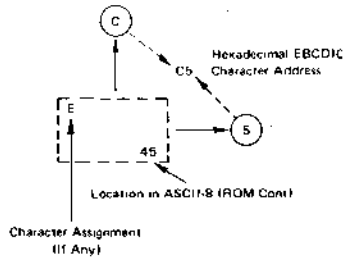 C
Hexadecimal EBCDIC
C5 Character Address
E
5
45
Location in ASCII-8 (ROM Cont)
Character Assignment
(If Any)